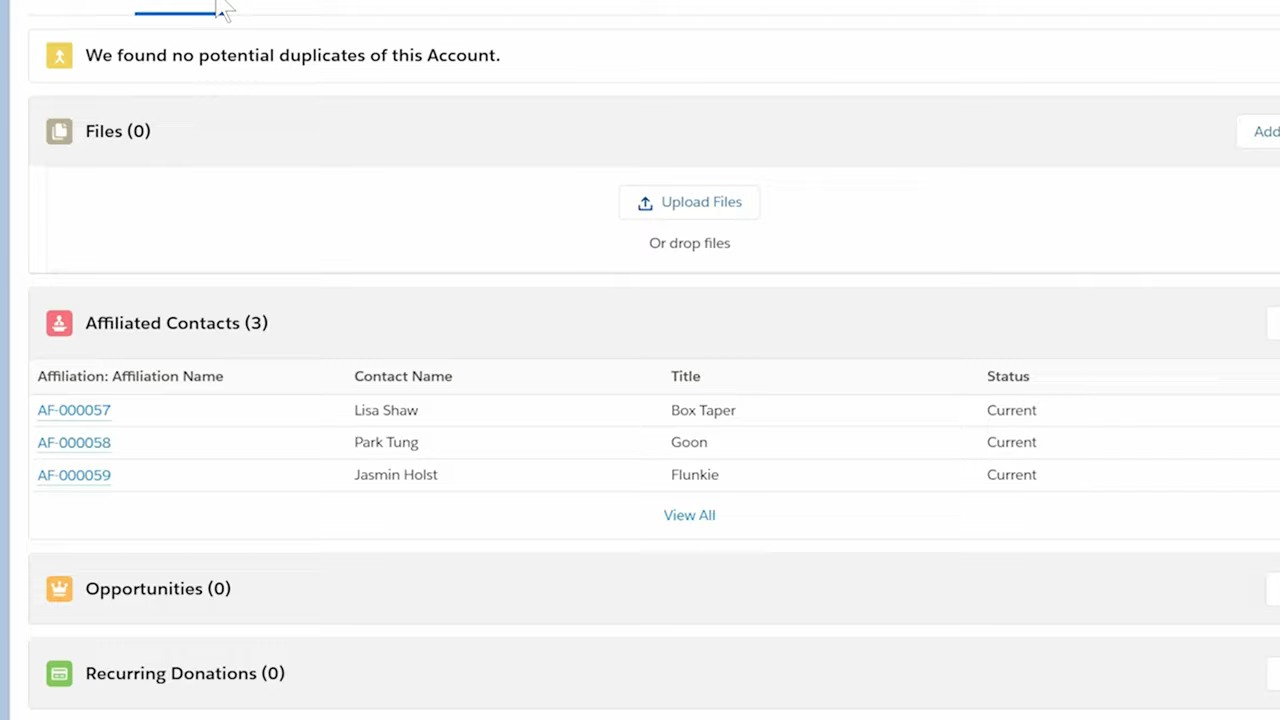 We found no potential duplicates of this Account.
Files (0)
Add
Upload Files
Or drop files
Affiliated Contacts (3)
Affiliation: Affiliation Name Contact Name Title Status
AF-000057 Lisa Shaw Box Taper Current
AF-000058 Park Tung Goon Current
AF-000059 Jasmin Holst Flunkie Current
View All
Opportunities (0)
Recurring Donations (0)